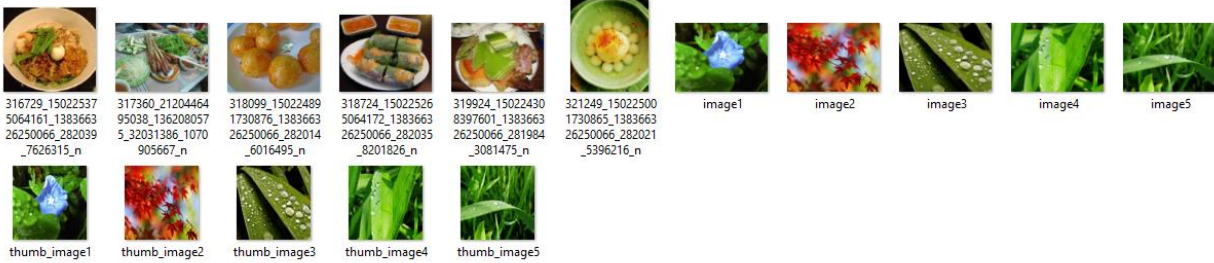 316729_15022537
5064161_1383663
26250066_282039
_7626315_n
317360_21204464
95038_136208057
5_32031386_1070
905667_n
318099_15022489
1730876_1383663
26250066_282014
_6016495_n
318724_15022526
5064172_1383663
26250066_282035
_8201826_n
319924_15022430
8397601_1383663
26250066_281984
_3081475_n
321249_15022500
1730865_1383663
26250066_282021
_5396216_n
image1
image2
image3
image4
image5
thumb_image1
thumb_image2
thumb_image3
thumb_image4
thumb_image5